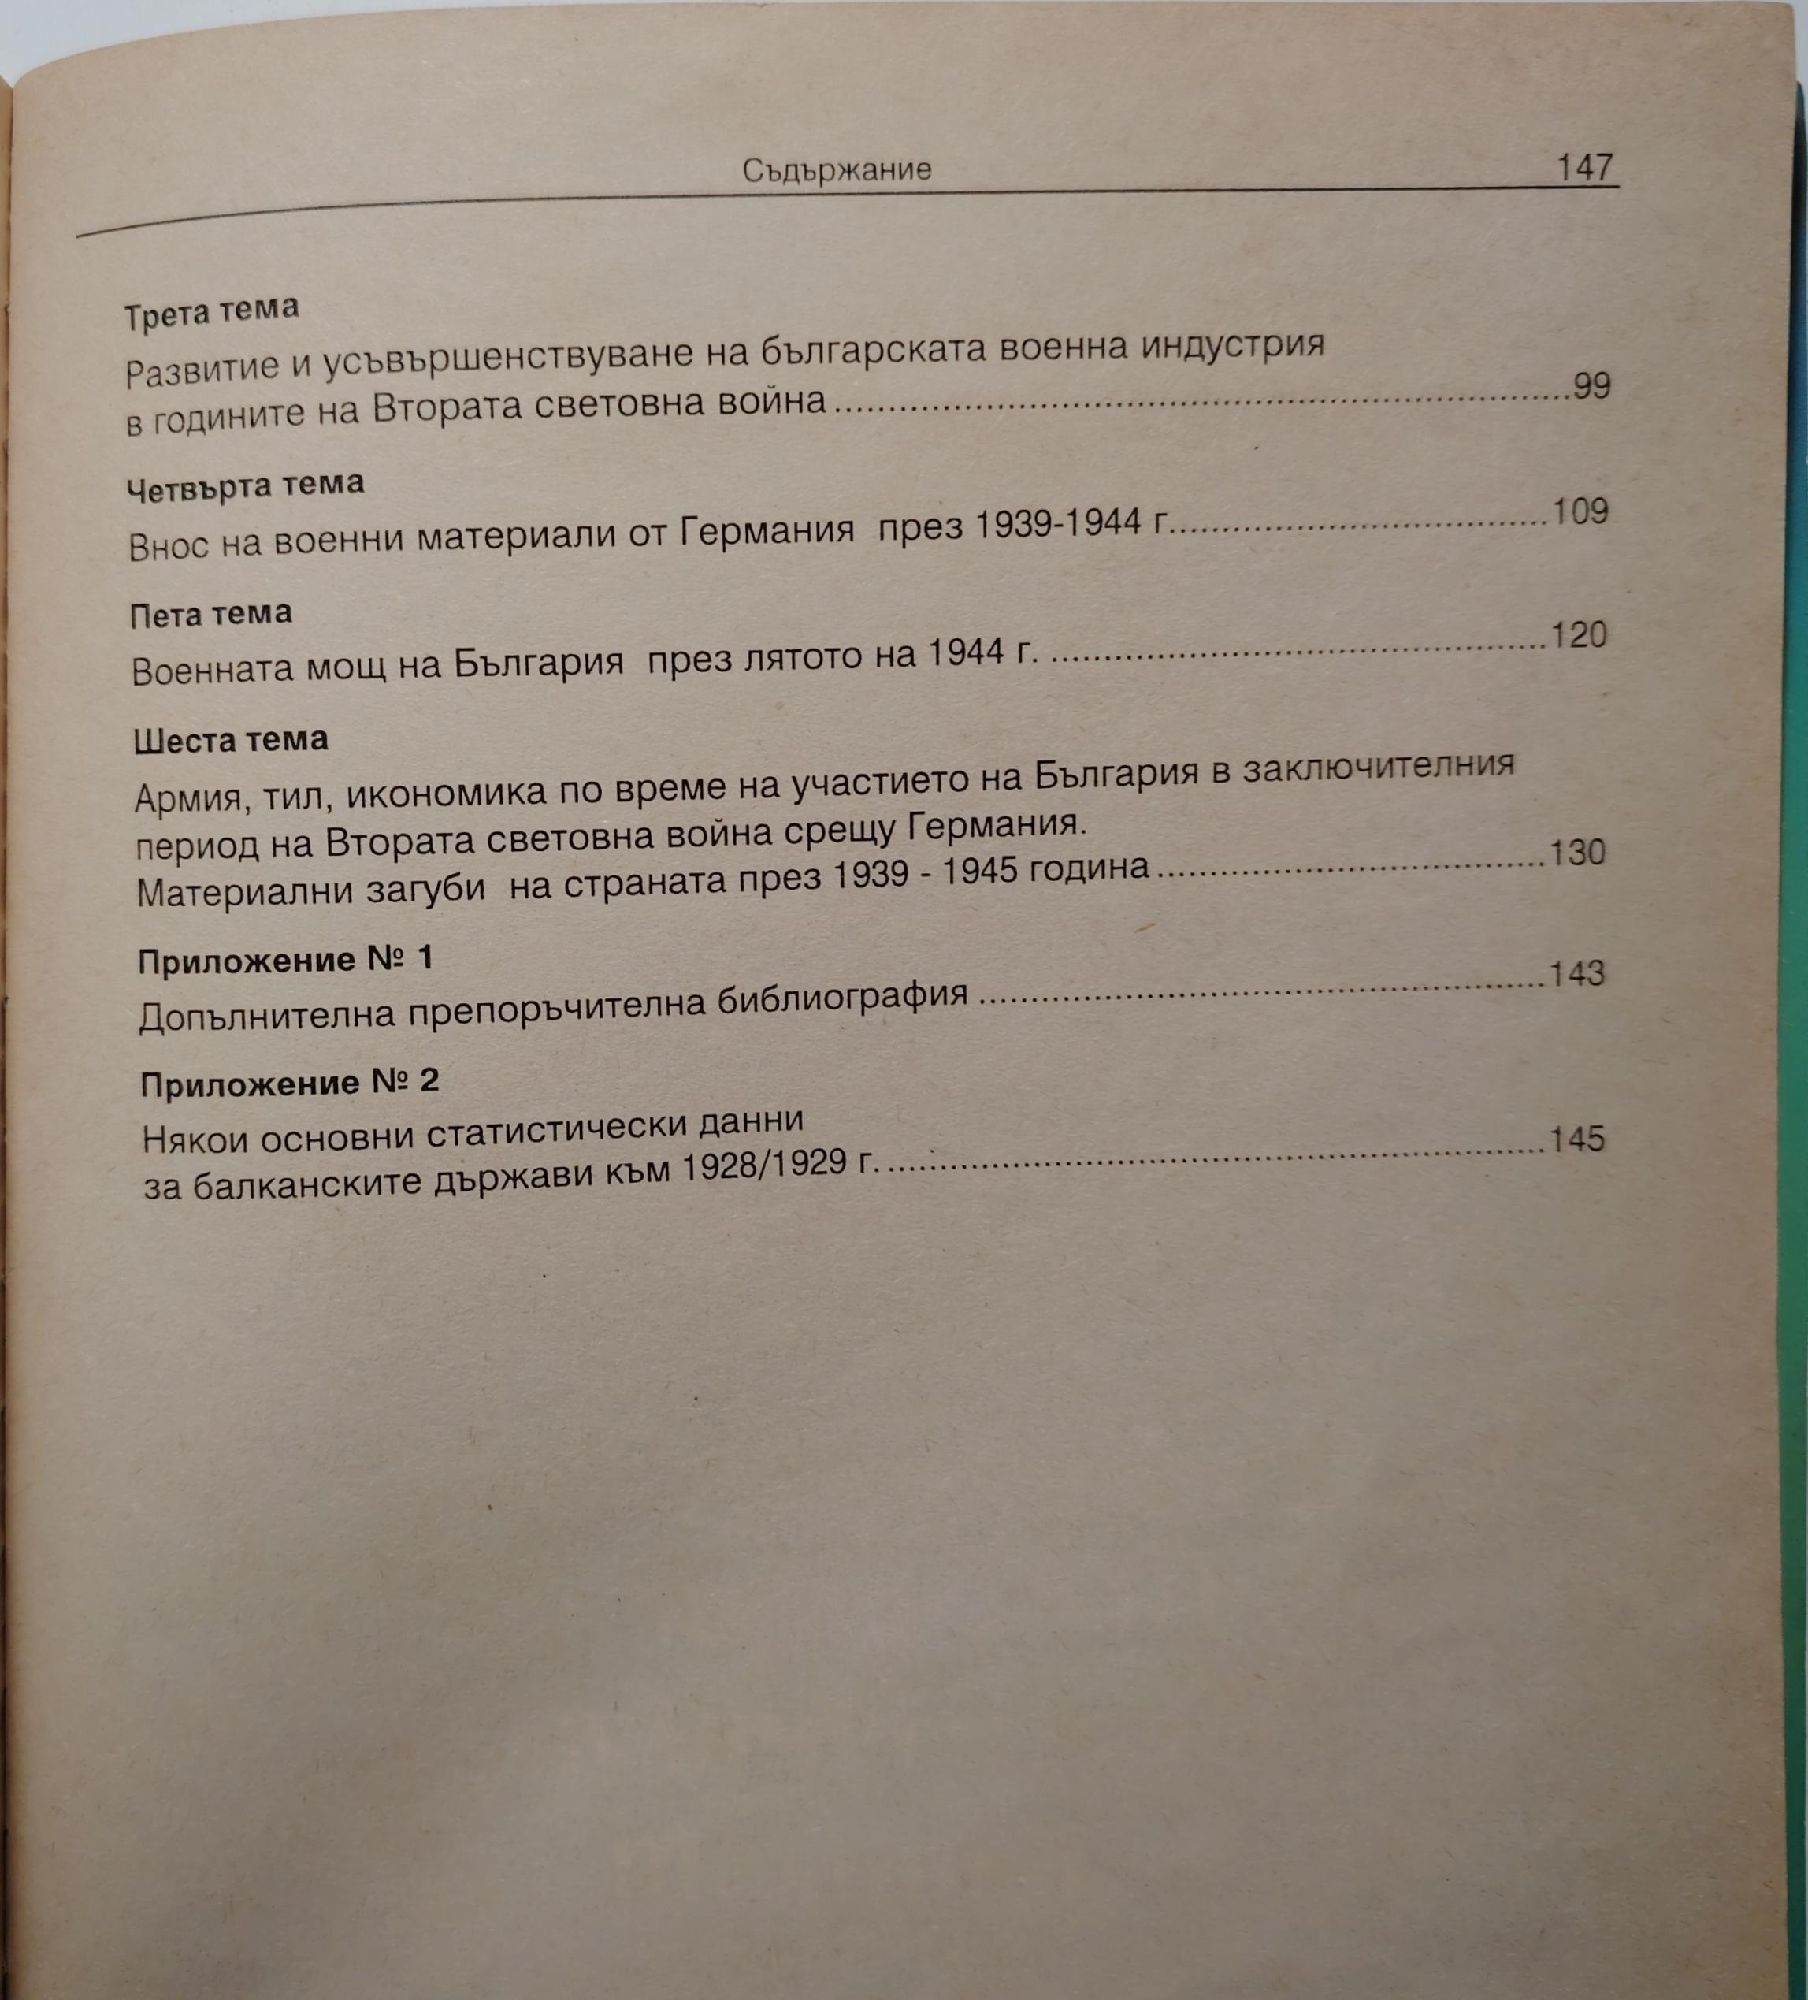 Съдържание 147
Трета тема
Развитие и усъвършенствуване на българската военна индустрия
в годините на Втората световна война....................99
Четвърта тема
Внос на военни материали от Германия през 1939-1944 г....................109
Пета тема
Военната мощ на България през лятото на 1944 г. ....................120
Шеста тема
Армия, тил, икономика по време на участието на България в заключителния
период на Втората световна война срещу Германия.
Материални загуби на страната през 1939 - 1945 година....................130
Приложение № 1
Допълнителна препоръчителна библиография....................143
Приложение № 2
Някои основни статистически данни
за балканските държави към 1928/1929 г.....................145